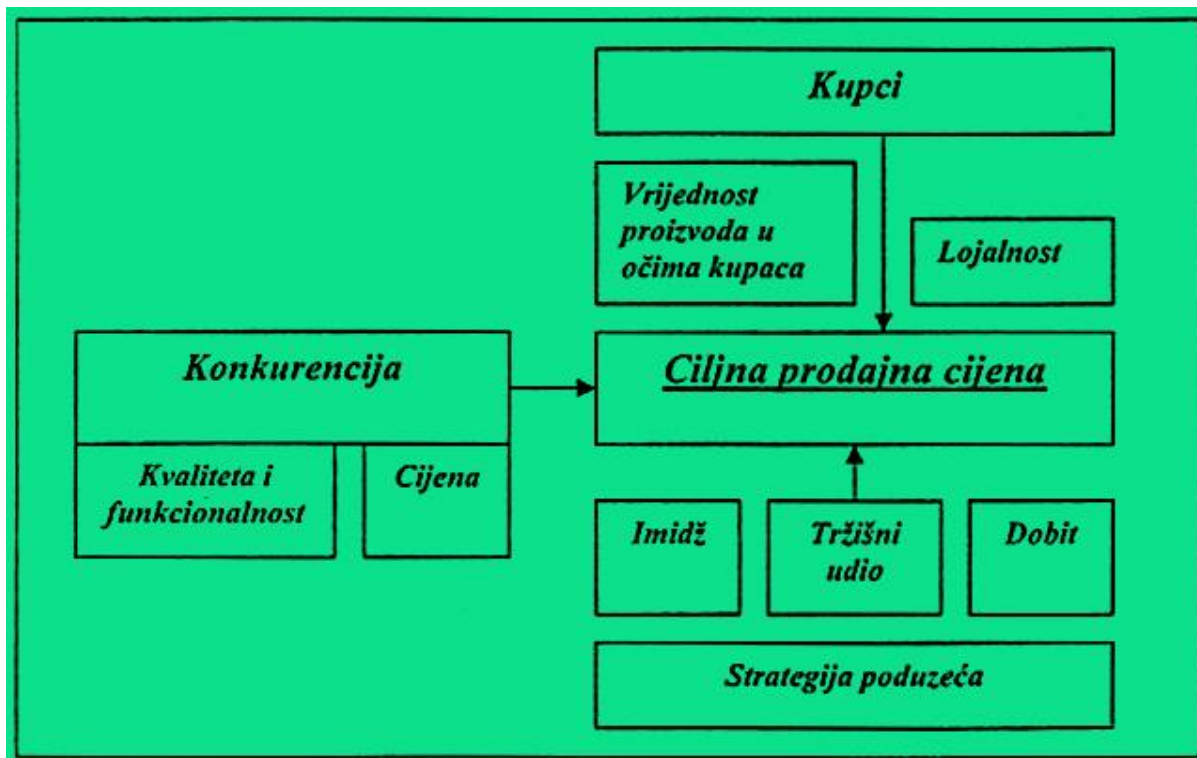 Kupci
Vrijednost
proizvoda u
očima kupaca
Lojalnost
Konkurencija
Ciljna prodajna cijena
Kvaliteta i
funkcionalnost
Cijena
Imidž
Tržišni
udio
Dobit
Strategija poduzeća